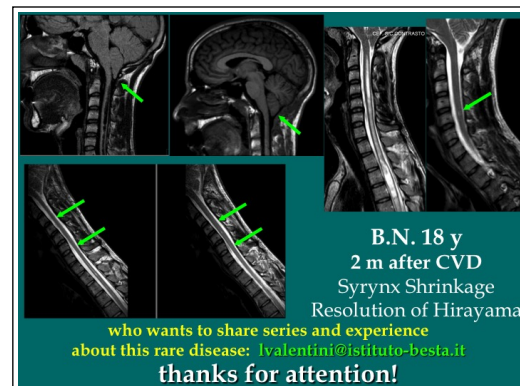 B.N. 18 y
2 m after CVD
Syrynx Shrinkage
Resolution of Hirayama
who wants to share series and experience
about this rare disease: lvalentini@istituto-besta.it
thanks for attention!